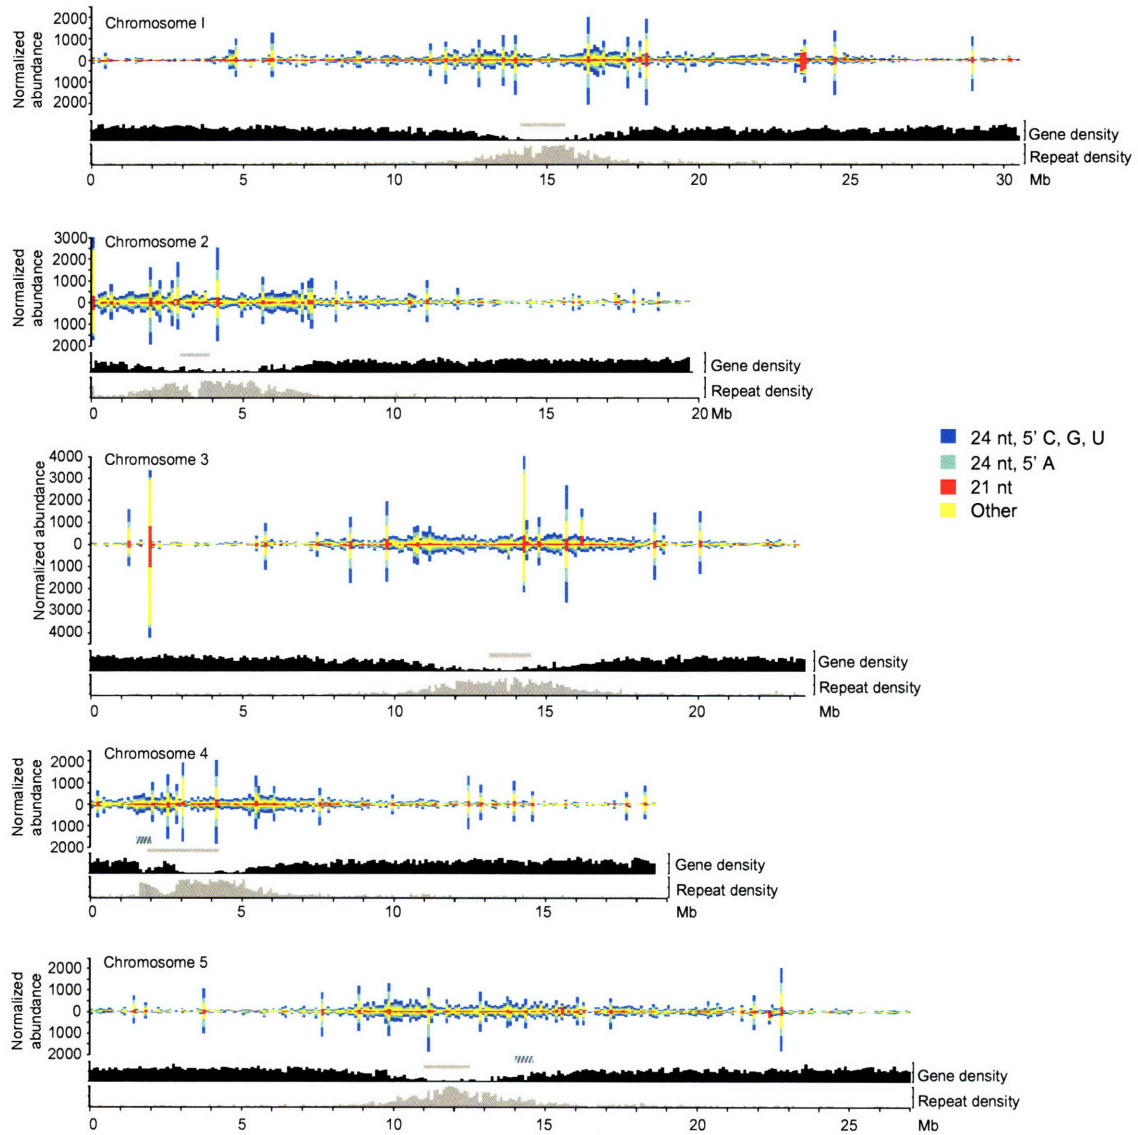 Chromosome I
Normalized
abundance
2000
1000
0
1000
2000
Gene density
Repeat density
0 5 10 15 20 25 30 Mb
Chromosome 2
Normalized
abundance
3000
2000
1000
0
1000
2000
Gene density
Repeat density
0 5 10 15 20 Mb
24 nt, 5' C, G, U
24 nt, 5' A
21 nt
Other
Chromosome 3
Normalized abundance
4000
3000
2000
1000
0
1000
2000
3000
4000
Gene density
Repeat density
0 5 10 15 20 Mb
Chromosome 4
Normalized
abundance
2000
1000
0
1000
2000
Gene density
Repeat density
0 5 10 15 Mb
Chromosome 5
Normalized
abundance
2000
1000
0
1000
2000
Gene density
Repeat density
0 5 10 15 20 25 Mb